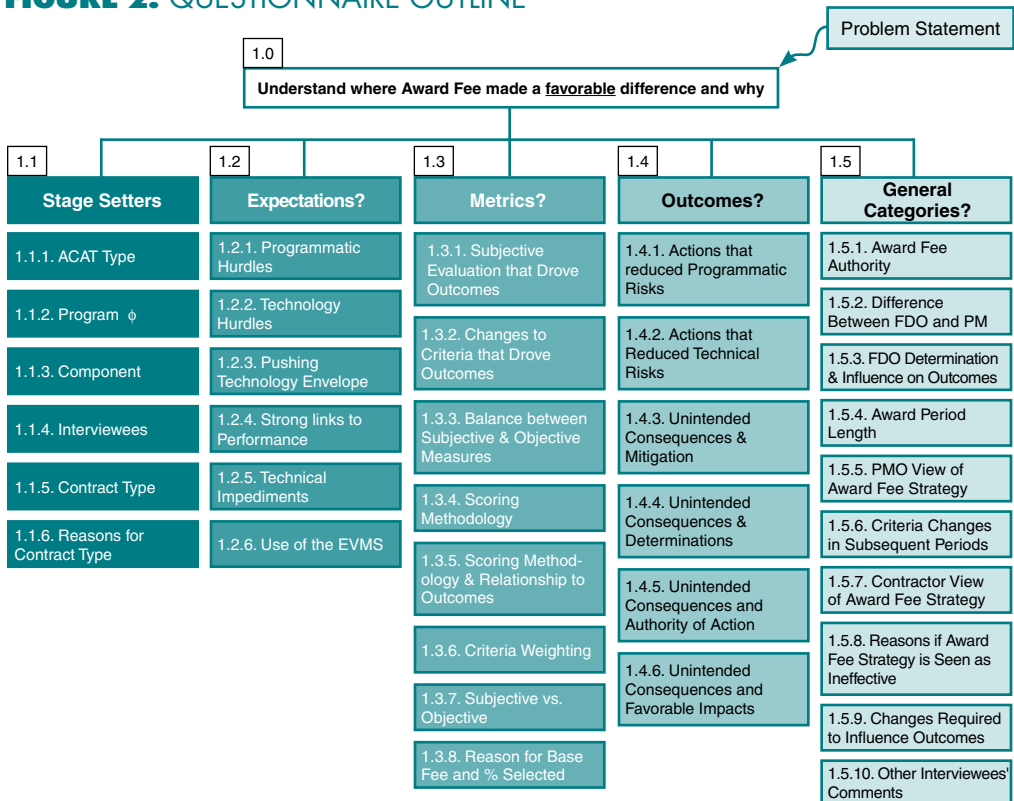 FIGURE 2. QUESTIONNAIRE OUTLINE
Problem Statement
1.0
Understand where Award Fee made a favorable difference and why
1.1
Stage Setters
1.1.1. ACAT Type
1.1.2. Program ϕ
1.1.3. Component
1.1.4. Interviewees
1.1.5. Contract Type
1.1.6. Reasons for
Contract Type
1.2
Expectations?
1.2.1. Programmatic
Hurdles
1.2.2. Technology
Hurdles
1.2.3. Pushing
Technology Envelope
1.2.4. Strong links to
Performance
1.2.5. Technical
Impediments
1.2.6. Use of the EVMS
1.3
Metrics?
1.3.1. Subjective
Evaluation that Drove
Outcomes
1.3.2. Changes to
Criteria that Drove
Outcomes
1.3.3. Balance between
Subjective & Objective
Measures
1.3.4. Scoring
Methodology
1.3.5. Scoring Method-
ology & Relationship to
Outcomes
1.3.6. Criteria Weighting
1.3.7. Subjective vs.
Objective
1.3.8. Reason for Base
Fee and % Selected
1.4
Outcomes?
1.4.1. Actions that
reduced Programmatic
Risks
1.4.2. Actions that
Reduced Technical
Risks
1.4.3. Unintended
Consequences &
Mitigation
1.4.4. Unintended
Consequences &
Determinations
1.4.5. Unintended
Consequences and
Authority of Action
1.4.6. Unintended
Consequences and
Favorable Impacts
1.5
General
Categories?
1.5.1. Award Fee
Authority
1.5.2. Difference
Between FDO and PM
1.5.3. FDO Determination
& Influence on Outcomes
1.5.4. Award Period
Length
1.5.5. PMO View of
Award Fee Strategy
1.5.6. Criteria Changes
in Subsequent Periods
1.5.7. Contractor View
of Award Fee Strategy
1.5.8. Reasons if Award
Fee Strategy is Seen as
Ineffective
1.5.9. Changes Required
to Influence Outcomes
1.5.10. Other Interviewees'
Comments